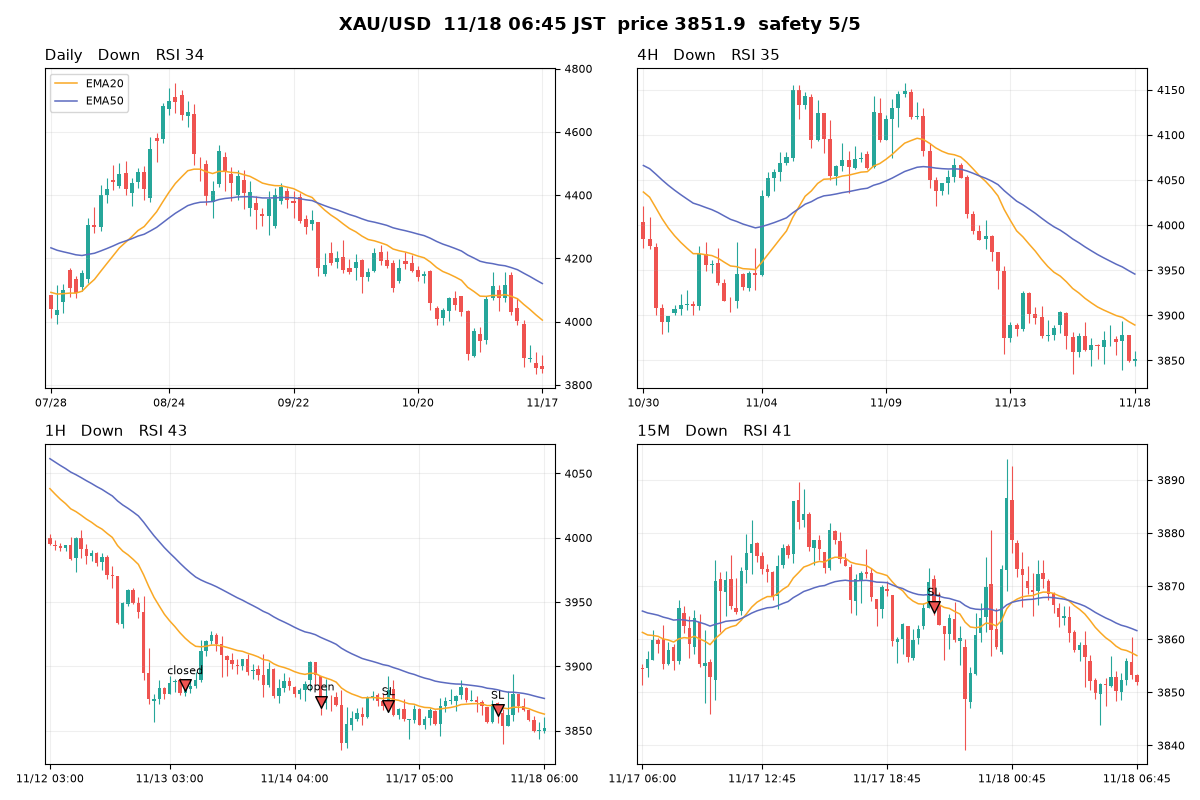 XAU/USD 11/18 06:45 JST price 3851.9 safety 5/5
Daily Down RSI 34
EMA20
EMA50
4800
4600
4400
4200
4000
3800
07/28 08/24 09/22 10/20 11/17
4H Down RSI 35
4150
4100
4050
4000
3950
3900
3850
10/30 11/04 11/09 11/13 11/18
1H Down RSI 43
closed
open
SL
SL
4050
4000
3950
3900
3850
11/12 03:00 11/13 03:00 11/14 04:00 11/17 05:00 11/18 06:00
15M Down RSI 41
SL
3890
3880
3870
3860
3850
3840
11/17 06:00 11/17 12:45 11/17 18:45 11/18 00:45 11/18 06:45